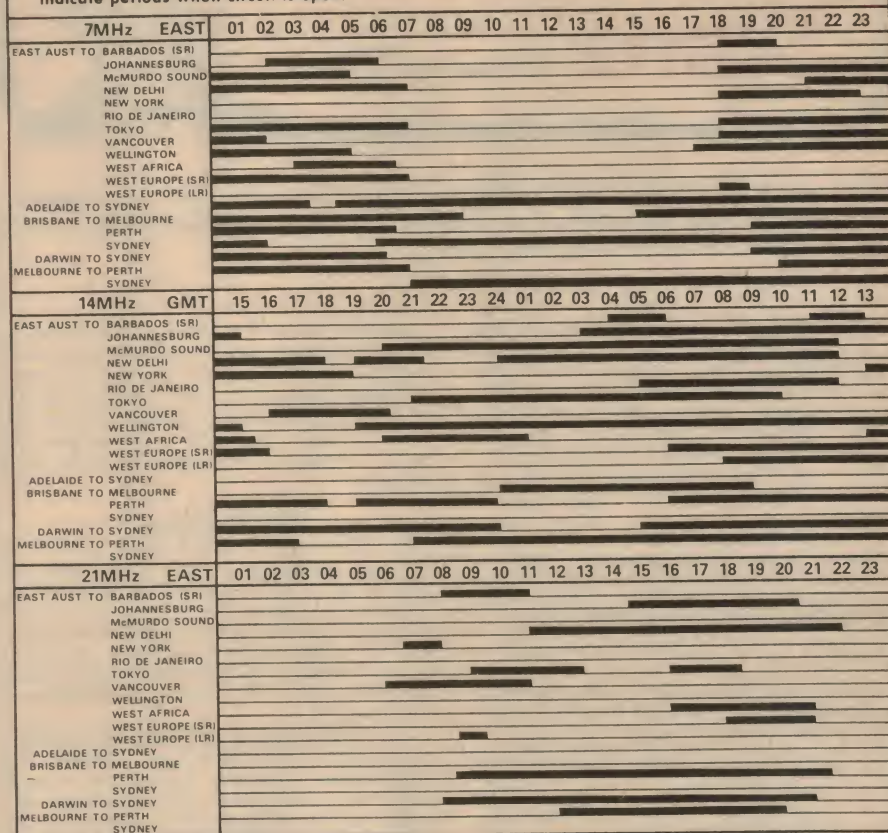 indicate periods when circuit is open
7MHz EAST 01 02 03 04 05 06 07 08 09 10 11 12 13 14 15 16 17 18 19 20 21 22 23
EAST AUST TO BARBADOS (SR)
JOHANNESBURG
McMURDO SOUND
NEW DELHI
NEW YORK
RIO DE JANEIRO
TOKYO
VANCOUVER
WELLINGTON
WEST AFRICA
WEST EUROPE (SR)
WEST EUROPE (LR)
ADELAIDE TO SYDNEY
BRISBANE TO MELBOURNE
PERTH
SYDNEY
DARWIN TO SYDNEY
MELBOURNE TO PERTH
SYDNEY
14MHz GMT 15 16 17 18 19 20 21 22 23 24 01 02 03 04 05 06 07 08 09 10 11 12 13
EAST AUST TO BARBADOS (SR)
JOHANNESBURG
McMURDO SOUND
NEW DELHI
NEW YORK
RIO DE JANEIRO
TOKYO
VANCOUVER
WELLINGTON
WEST AFRICA
WEST EUROPE (SR)
WEST EUROPE (LR)
ADELAIDE TO SYDNEY
BRISBANE TO MELBOURNE
PERTH
SYDNEY
DARWIN TO SYDNEY
MELBOURNE TO PERTH
SYDNEY
21MHz EAST 01 02 03 04 05 06 07 08 09 10 11 12 13 14 15 16 17 18 19 20 21 22 23
EAST AUST TO BARBADOS (SR)
JOHANNESBURG
McMURDO SOUND
NEW DELHI
NEW YORK
RIO DE JANEIRO
TOKYO
VANCOUVER
WELLINGTON
WEST AFRICA
WEST EUROPE (SR)
WEST EUROPE (LR)
ADELAIDE TO SYDNEY
BRISBANE TO MELBOURNE
PERTH
SYDNEY
DARWIN TO SYDNEY
MELBOURNE TO PERTH
SYDNEY